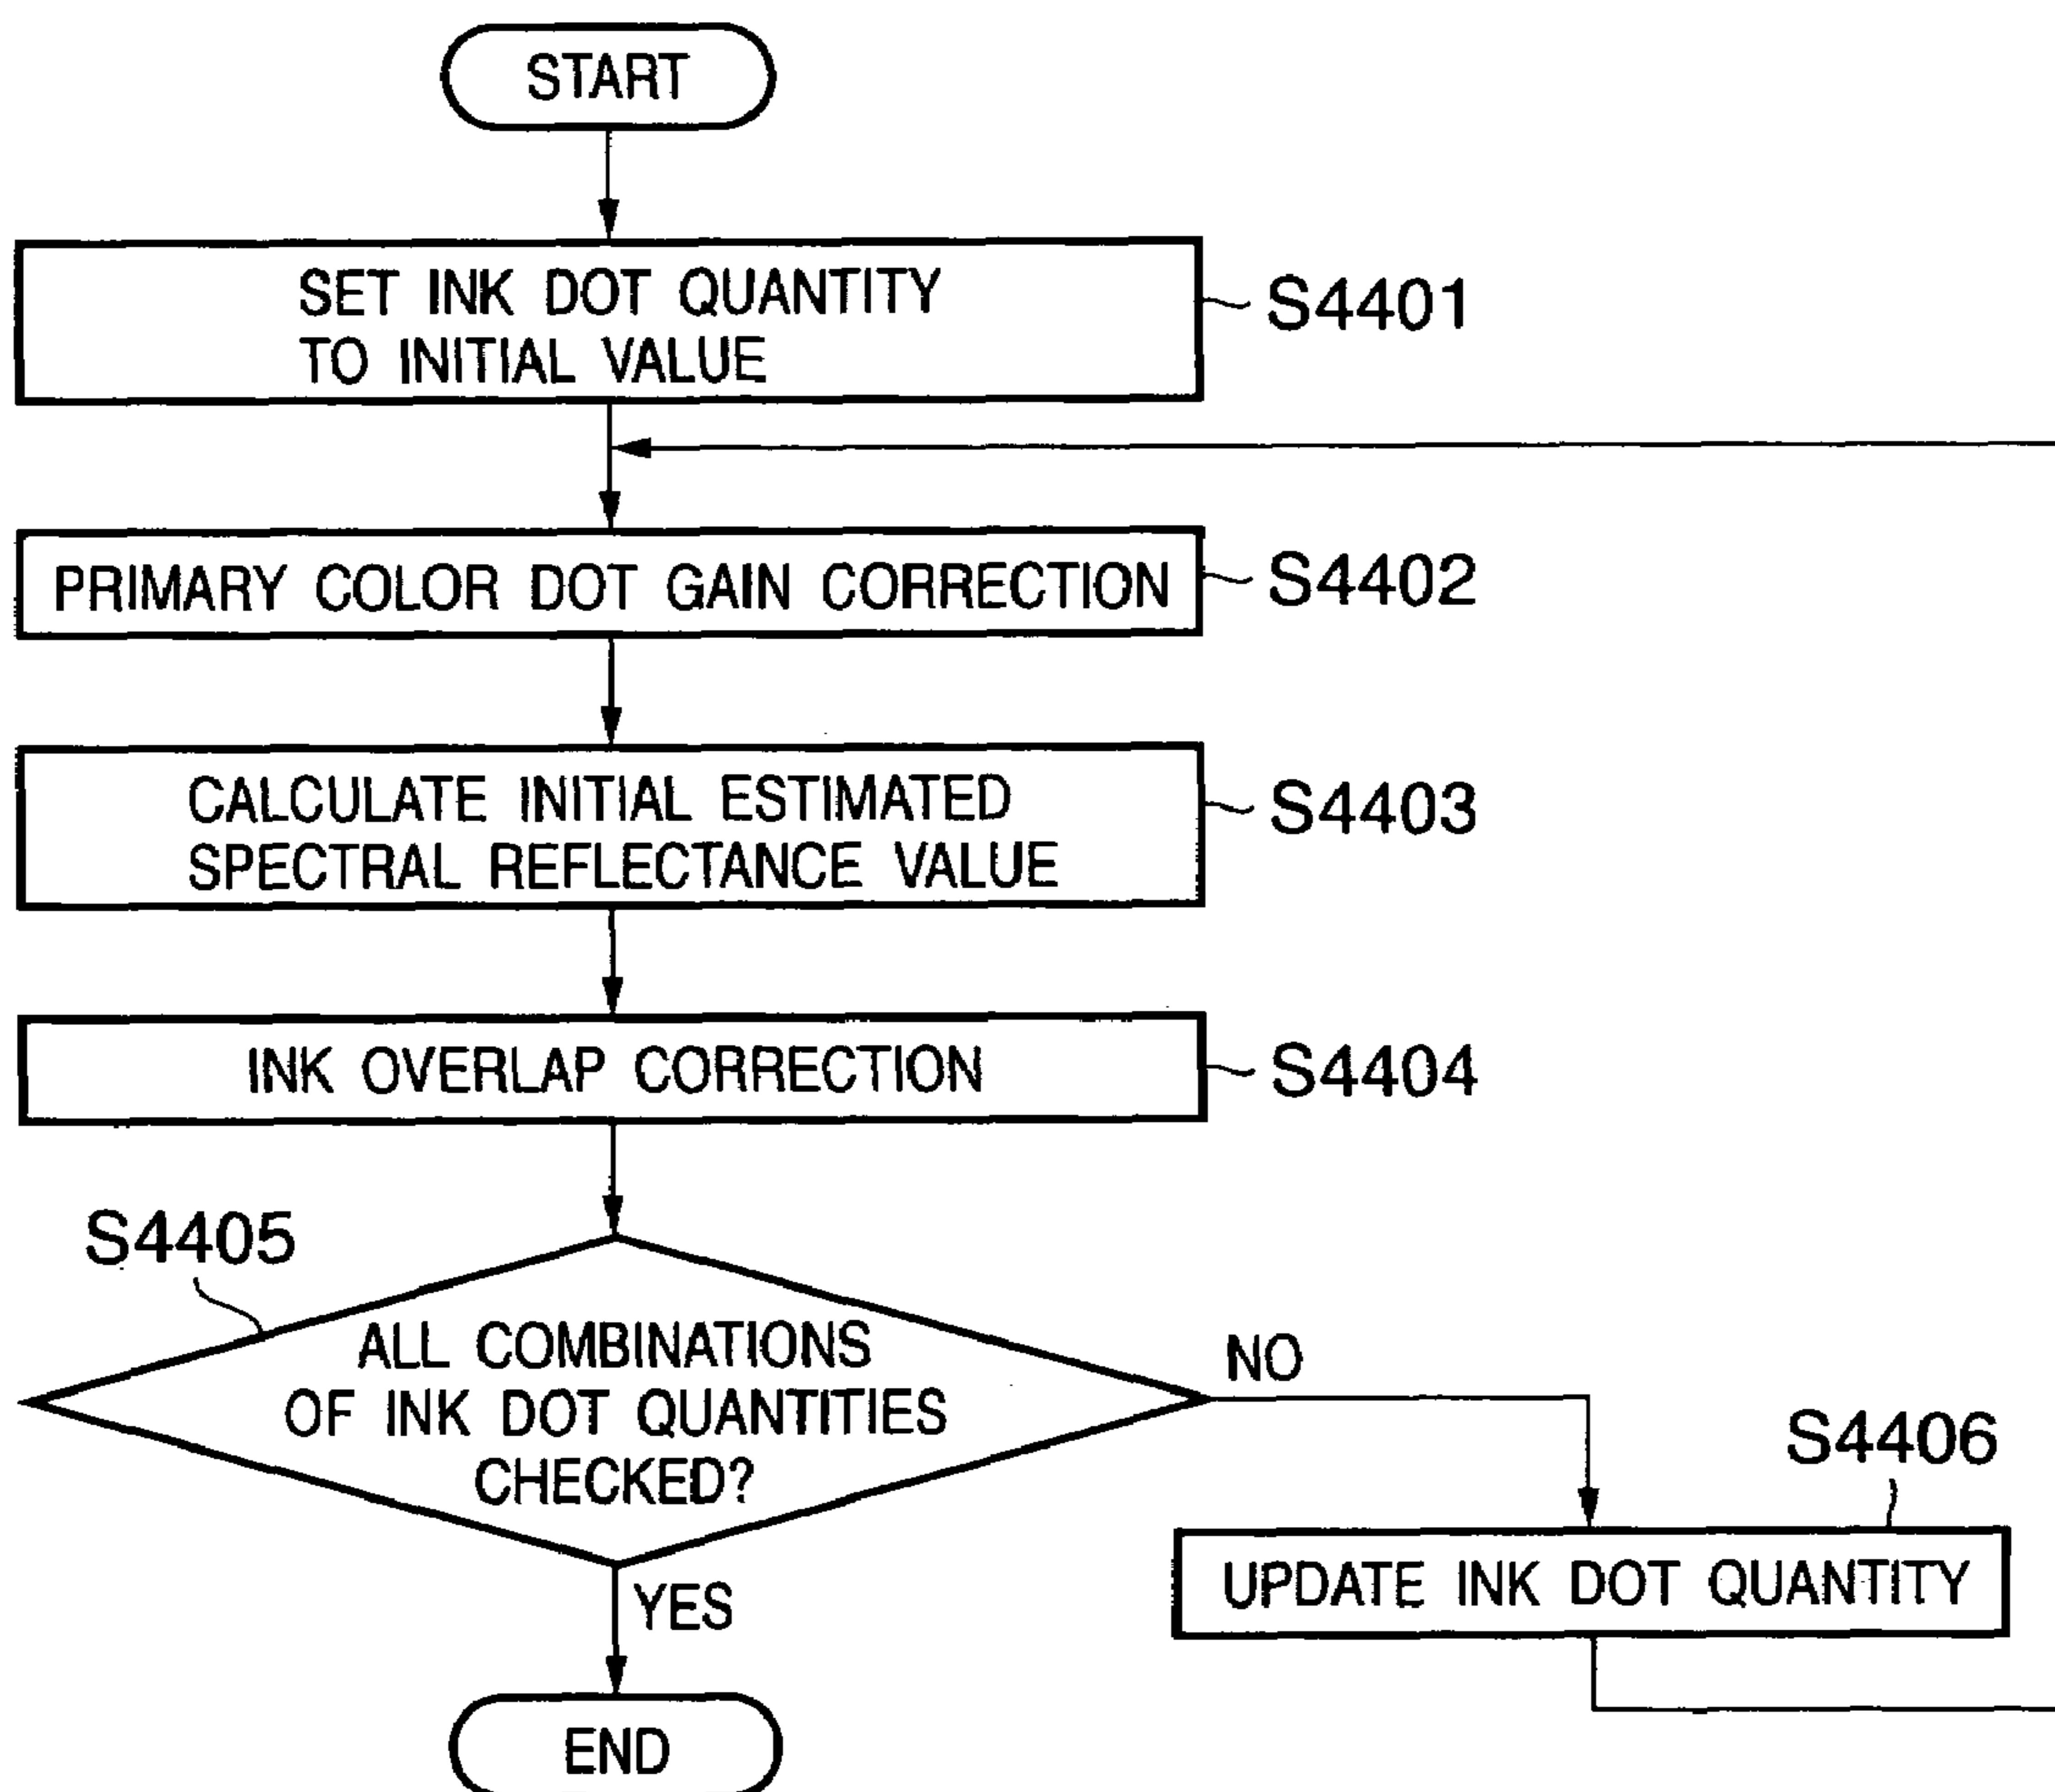 START
SET INK DOT QUANTITY
TO INITIAL VALUE
S4401
PRIMARY COLOR DOT GAIN CORRECTION
S4402
CALCULATE INITIAL ESTIMATED
SPECTRAL REFLECTANCE VALUE
S4403
INK OVERLAP CORRECTION
S4404
S4405
ALL COMBINATIONS
OF INK DOT QUANTITIES
CHECKED?
NO
S4406
UPDATE INK DOT QUANTITY
YES
END